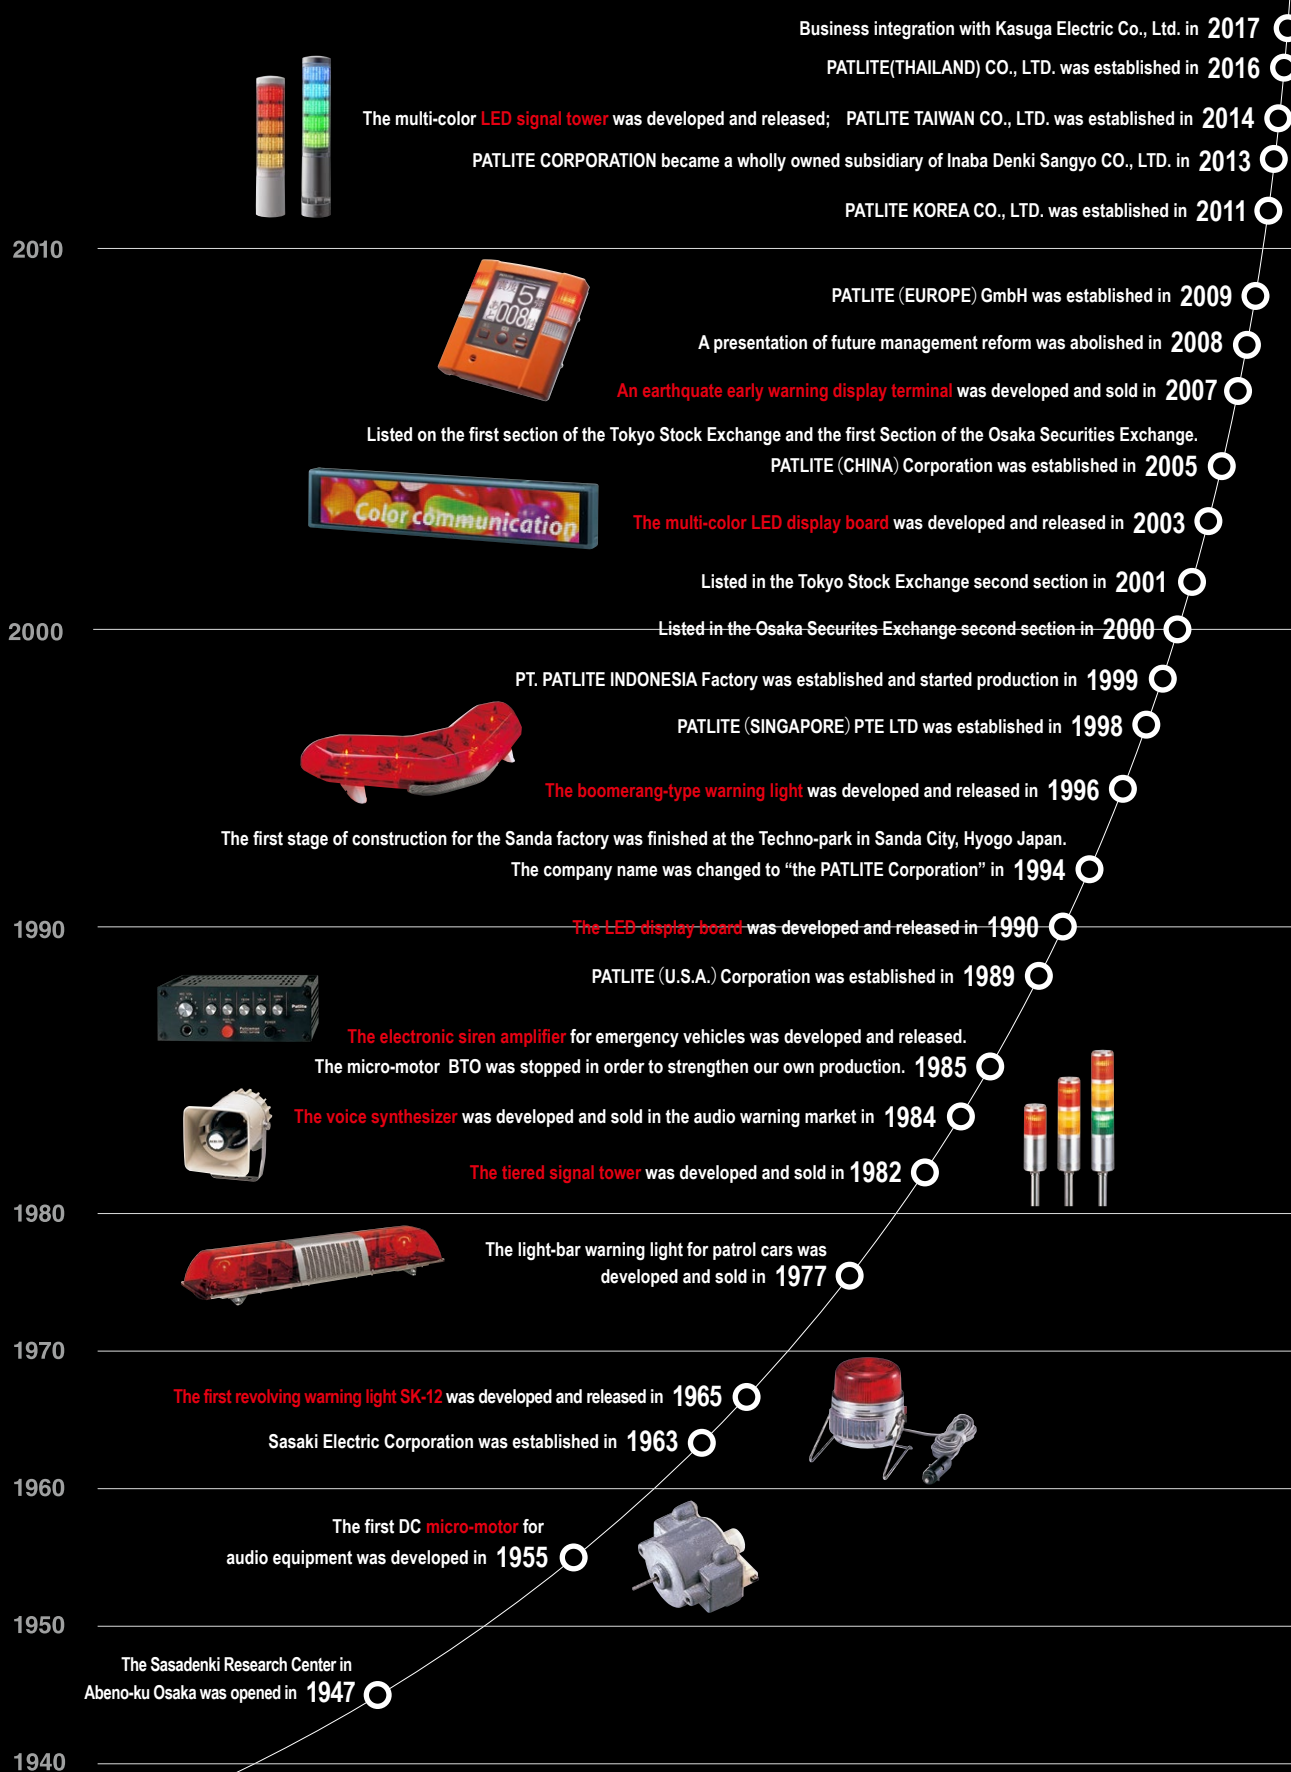 Business integration with Kasuga Electric Co., Ltd. in 2017
PATLITE(THAILAND) CO., LTD. was established in 2016
The multi-color LED signal tower was developed and released; PATLITE TAIWAN CO., LTD. was established in 2014
PATLITE CORPORATION became a wholly owned subsidiary of Inaba Denki Sangyo CO., LTD. in 2013
PATLITE KOREA CO., LTD. was established in 2011
2010
PATLITE (EUROPE) GmbH was established in 2009
A presentation of future management reform was abolished in 2008
An earthquate early warning display terminal was developed and sold in 2007
Listed on the first section of the Tokyo Stock Exchange and the first Section of the Osaka Securities Exchange.
PATLITE (CHINA) Corporation was established in 2005
Color communication
The multi-color LED display board was developed and released in 2003
Listed in the Tokyo Stock Exchange second section in 2001
2000
Listed in the Osaka Securites Exchange second section in 2000
PT. PATLITE INDONESIA Factory was established and started production in 1999
PATLITE (SINGAPORE) PTE LTD was established in 1998
The boomerang-type warning light was developed and released in 1996
The first stage of construction for the Sanda factory was finished at the Techno-park in Sanda City, Hyogo Japan.
The company name was changed to “the PATLITE Corporation” in 1994
1990
The LED display board was developed and released in 1990
PATLITE (U.S.A.) Corporation was established in 1989
Patlite
The electronic siren amplifier for emergency vehicles was developed and released.
The micro-motor BTO was stopped in order to strengthen our own production. 1985
The voice synthesizer was developed and sold in the audio warning market in 1984
The tiered signal tower was developed and sold in 1982
1980
The light-bar warning light for patrol cars was
developed and sold in 1977
1970
The first revolving warning light SK-12 was developed and released in 1965
Sasaki Electric Corporation was established in 1963
1960
The first DC micro-motor for
audio equipment was developed in 1955
1950
The Sasadenki Research Center in
Abeno-ku Osaka was opened in 1947
1940